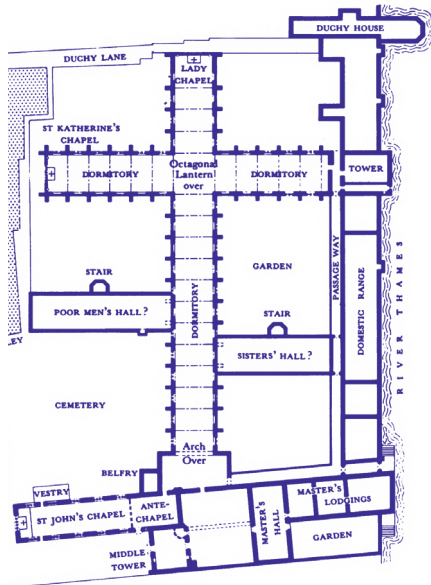 DUCHY HOUSE
DUCHY LANE
LADY
CHAPEL
ST KATHERINE'S
CHAPEL
DORMITORY
Octagonal
Lantern
over
DORMITORY
TOWER
STAIR
GARDEN
PASSAGE WAY
DOMESTIC RANGE
RIVER THAMES
POOR MEN'S HALL?
DORMITORY
STAIR
SISTERS' HALL?
LEY
CEMETERY
Arch
Over
BELFRY
VESTRY
ST JOHN'S CHAPEL
ANTE-
CHAPEL
MASTER'S
HALL
MASTER'S
LODGINGS
GARDEN
MIDDLE
TOWER